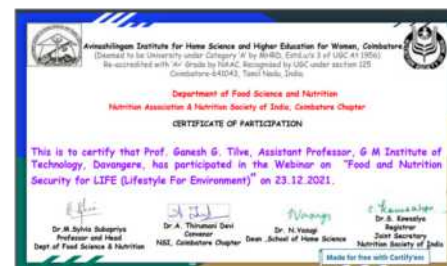 Avinashilingam Institute for Home Science and Higher Education for Women, Coimbatore
(Deemed to be University under Category 'A' by MHRD, Estd.u/s 3 of UGC Act 1956)
Re-accredited with 'A+' Grade by NAAC. Recognised by UGC under section 12B
Coimbatore-641043, Tamil Nadu, India
Department of Food Science and Nutrition
Nutrition Association & Nutrition Society of India, Coimbatore Chapter
CERTIFICATE OF PARTICIPATION
This is to certify that Prof. Ganesh G. Tilve, Assistant Professor, G M Institute of
Technology, Davangere, has participated in the Webinar on "Food and Nutrition
Security for LIFE (Lifestyle For Environment)" on 23.12.2021.
Dr.M.Sylvia Subapriya
Professor and Head
Dept of Food Science & Nutrition
Dr.A. Thirumani Devi
Convenor
NSI, Coimbatore Chapter
Dr. N.Vasugi
Dean ,School of Home Science
Dr.S. Kowsalya
Registrar
Joint Secretary
Nutrition Society of India
Made for free with Certify'em